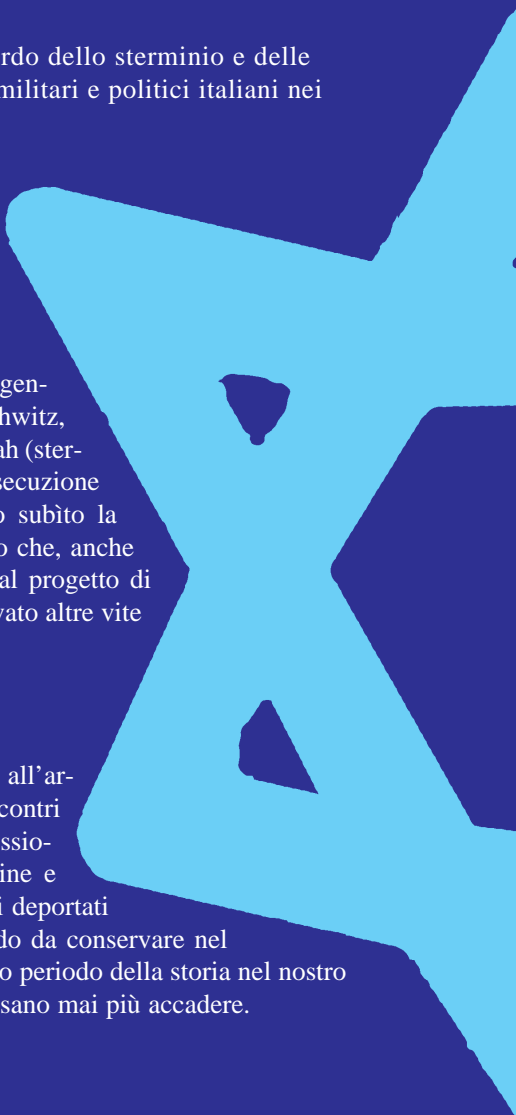 rdo dello sterminio e delle
militari e politici italiani nei
gen-
chwitz,
ah (ster-
secuzione
o subìto la
o che, anche
al progetto di
vato altre vite
all’ar-
contri
ssio-
ine e
i deportati
do da conservare nel
o periodo della storia nel nostro
sano mai più accadere.